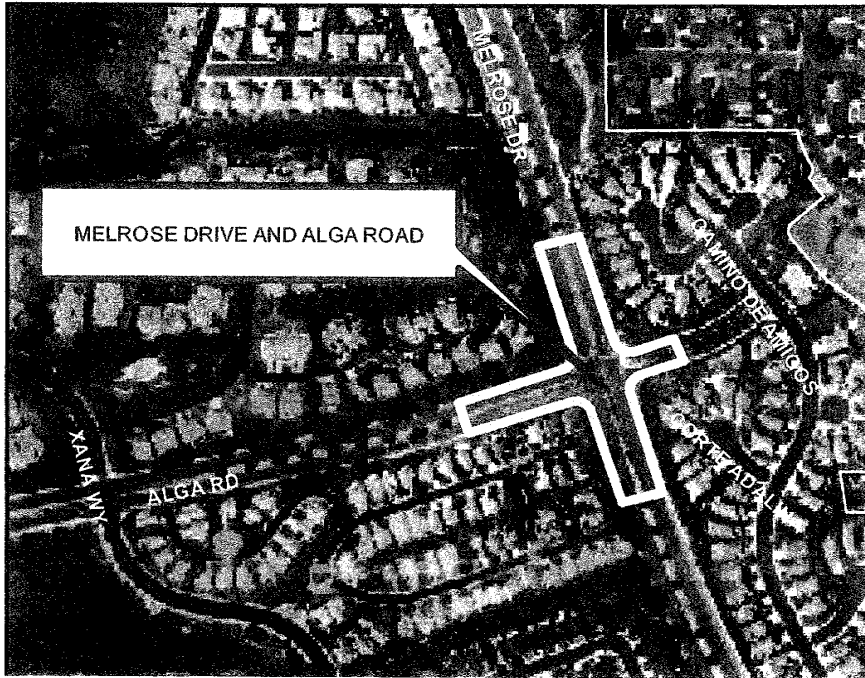 MELROSE DR
MELROSE DRIVE AND ALGA ROAD
CAMINO DE AMIGOS
XANA WY
ALGA RD